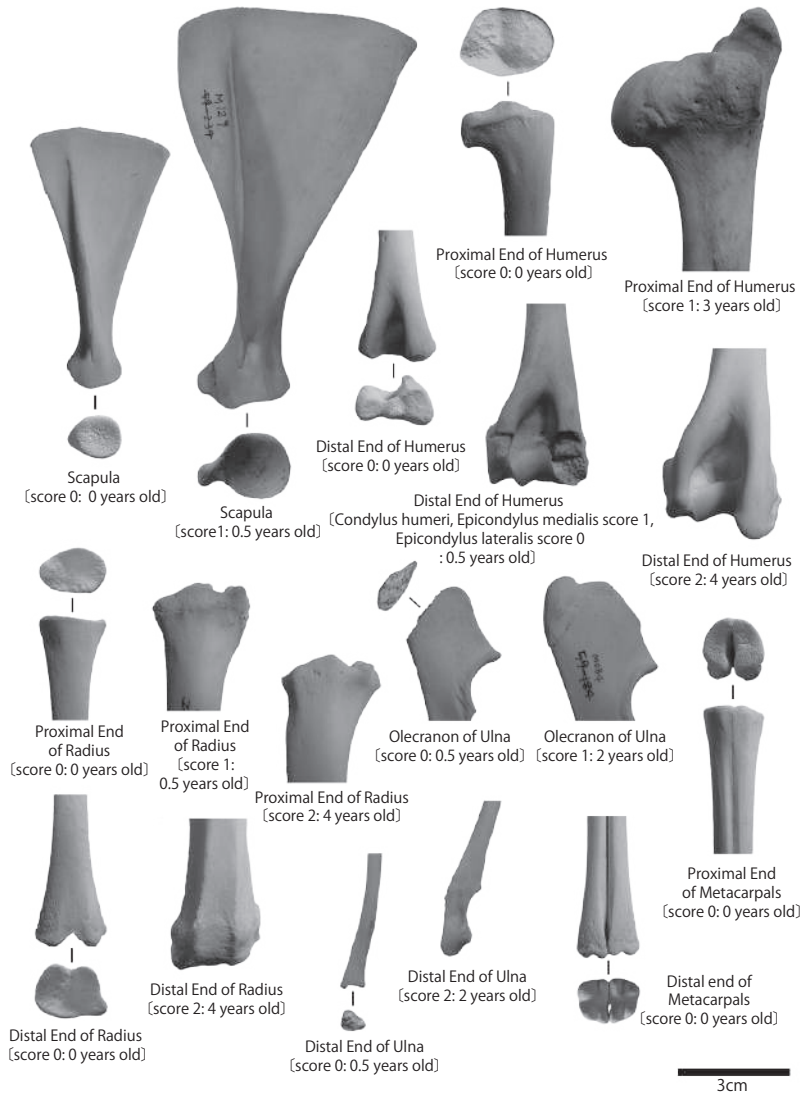 M129
59-239
Proximal End of Humerus
〔score 0: 0 years old〕
Proximal End of Humerus
〔score 1: 3 years old〕
Scapula
〔score 0:  0 years old〕
Scapula
〔score1: 0.5 years old〕
Distal End of Humerus
〔score 0: 0 years old〕
Distal End of Humerus
〔Condylus humeri, Epicondylus medialis score 1,
Epicondylus lateralis score 0
: 0.5 years old〕
Distal End of Humerus
〔score 2: 4 years old〕
Proximal End
of Radius
〔score 0: 0 years old〕
Proximal End
of Radius
〔score 1:
0.5 years old〕
Proximal End of Radius
〔score 2: 4 years old〕
Olecranon of Ulna
〔score 0: 0.5 years old〕
M084
59-184
Olecranon of Ulna
〔score 1: 2 years old〕
Proximal End
of Metacarpals
〔score 0: 0 years old〕
Distal End of Radius
〔score 0: 0 years old〕
Distal End of Radius
〔score 2: 4 years old〕
Distal End of Ulna
〔score 0: 0.5 years old〕
Distal End of Ulna
〔score 2: 2 years old〕
Distal end of
Metacarpals
〔score 0: 0 years old〕
3cm